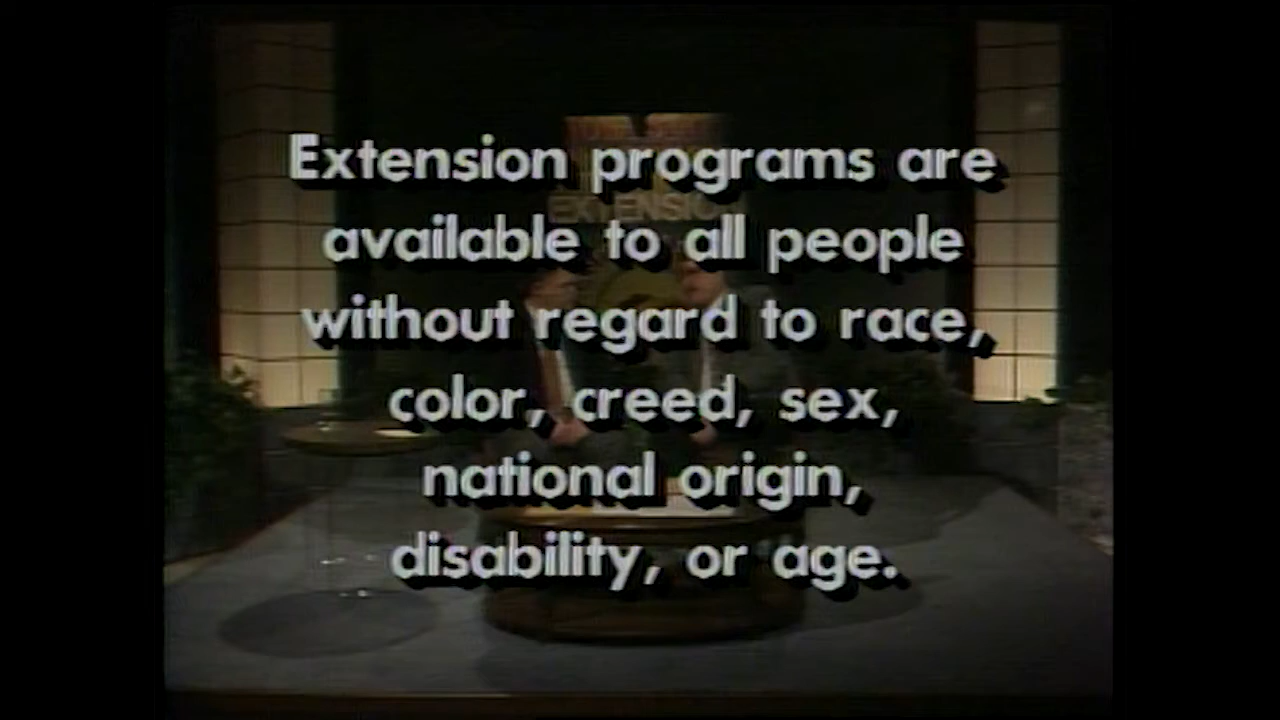 Extension programs are
available to all people
without regard to race,
color, creed, sex,
national origin,
disability, or age.
EXTENSION